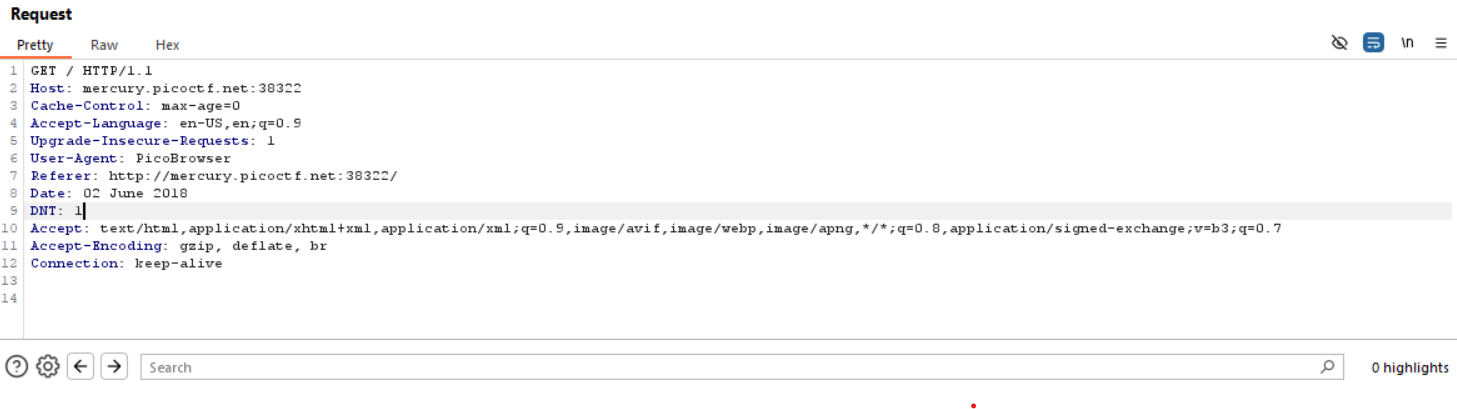 Request
Pretty Raw Hex
\n
1 GET / HTTP/1.1
2 Host: mercury.picoctf.net:38322
3 Cache-Control: max-age=0
4 Accept-Language: en-US,en;q=0.9
5 Upgrade-Insecure-Requests: 1
6 User-Agent: PicoBrowser
7 Referer: http://mercury.picoctf.net:38322/
8 Date: 02 June 2018
9 DNT: 1
10 Accept: text/html,application/xhtml+xml,application/xml;q=0.9,image/avif,image/webp,image/apng,*/*;q=0.8,application/signed-exchange;v=b3;q=0.7
11 Accept-Encoding: gzip, deflate, br
12 Connection: keep-alive
13
14
Search
0 highlights